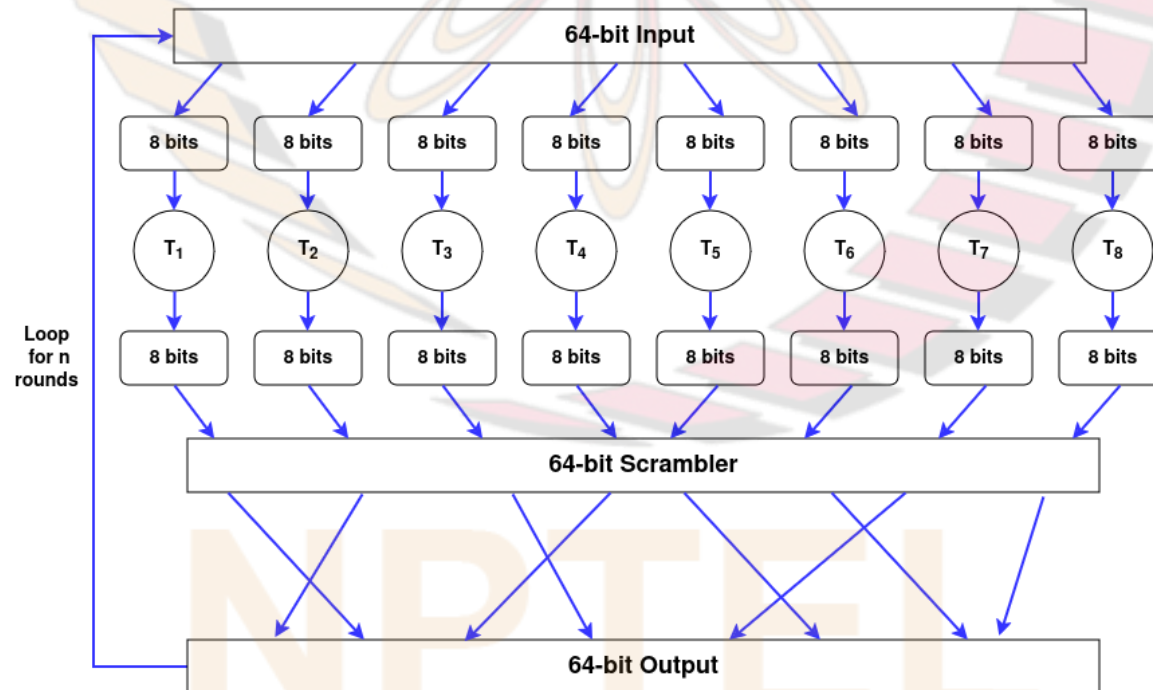 64-bit Input
8 bits 8 bits 8 bits 8 bits 8 bits 8 bits 8 bits 8 bits
T1 T2 T3 T4 T5 T6 T7 T8
Loop
for n
rounds
8 bits 8 bits 8 bits 8 bits 8 bits 8 bits 8 bits 8 bits
64-bit Scrambler
NPTEL
64-bit Output